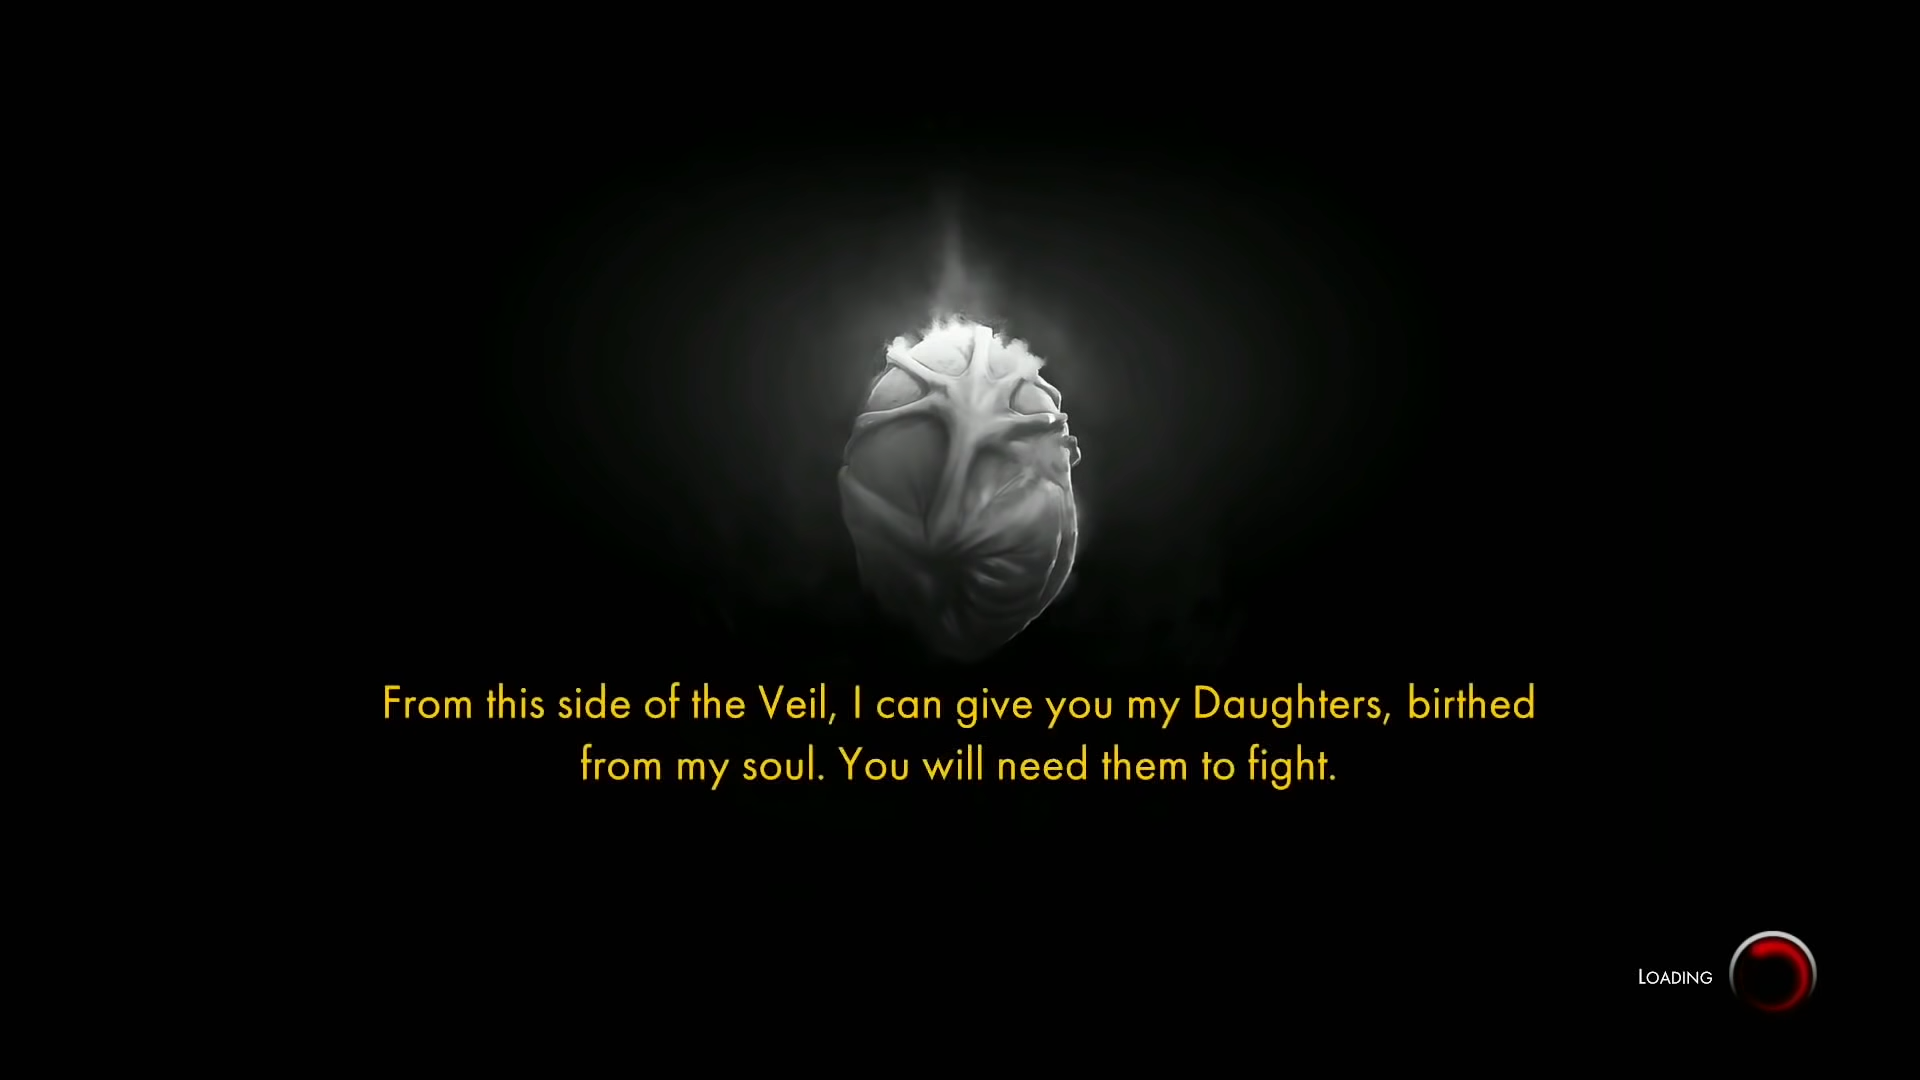 From this side of the Veil, I can give you my Daughters, birthed
from my soul. You will need them to fight.
LOADING